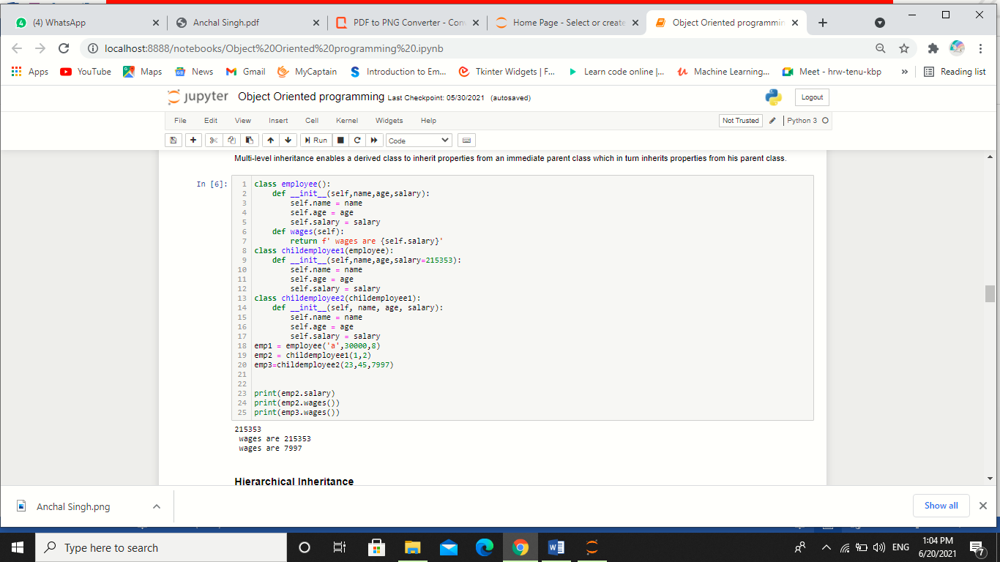 (4) WhatsApp
Anchal Singh.pdf
PDF to PNG Converter - Con
Home Page - Select or create
Object Oriented programmin
localhost:8888/notebooks/Object%20Oriented%20programming%20.ipynb
Apps YouTube Maps News Gmail MyCaptain Introduction to Em... Tkinter Widgets | F... Learn code online |... Machine Learning... Meet - hrw-tenu-kbp » Reading list
jupyter Object Oriented programming Last Checkpoint: 05/30/2021 (autosaved)
Logout
File Edit View Insert Cell Kernel Widgets Help Not Trusted Python 3
Run Code
Multi-level inheritance enables a derived class to inherit properties from an immediate parent class which in turn inherits properties from his parent class.
In [6]:
1 class employee():
2     def __init__(self,name,age,salary):
3         self.name = name
4         self.age = age
5         self.salary = salary
6     def wages(self):
7         return f' wages are {self.salary}'
8 class childemployee1(employee):
9     def __init__(self,name,age,salary=215353):
10         self.name = name
11         self.age = age
12         self.salary = salary
13 class childemployee2(childemployee1):
14     def __init__(self, name, age, salary):
15         self.name = name
16         self.age = age
17         self.salary = salary
18 emp1 = employee('a',30000,8)
19 emp2 = childemployee1(1,2)
20 emp3=childemployee2(23,45,7997)
21
22
23 print(emp2.salary)
24 print(emp2.wages())
25 print(emp3.wages())
215353
wages are 215353
wages are 7997
Hierarchical Inheritance
Anchal Singh.png
Show all
Type here to search
ENG
1:04 PM
6/20/2021
7